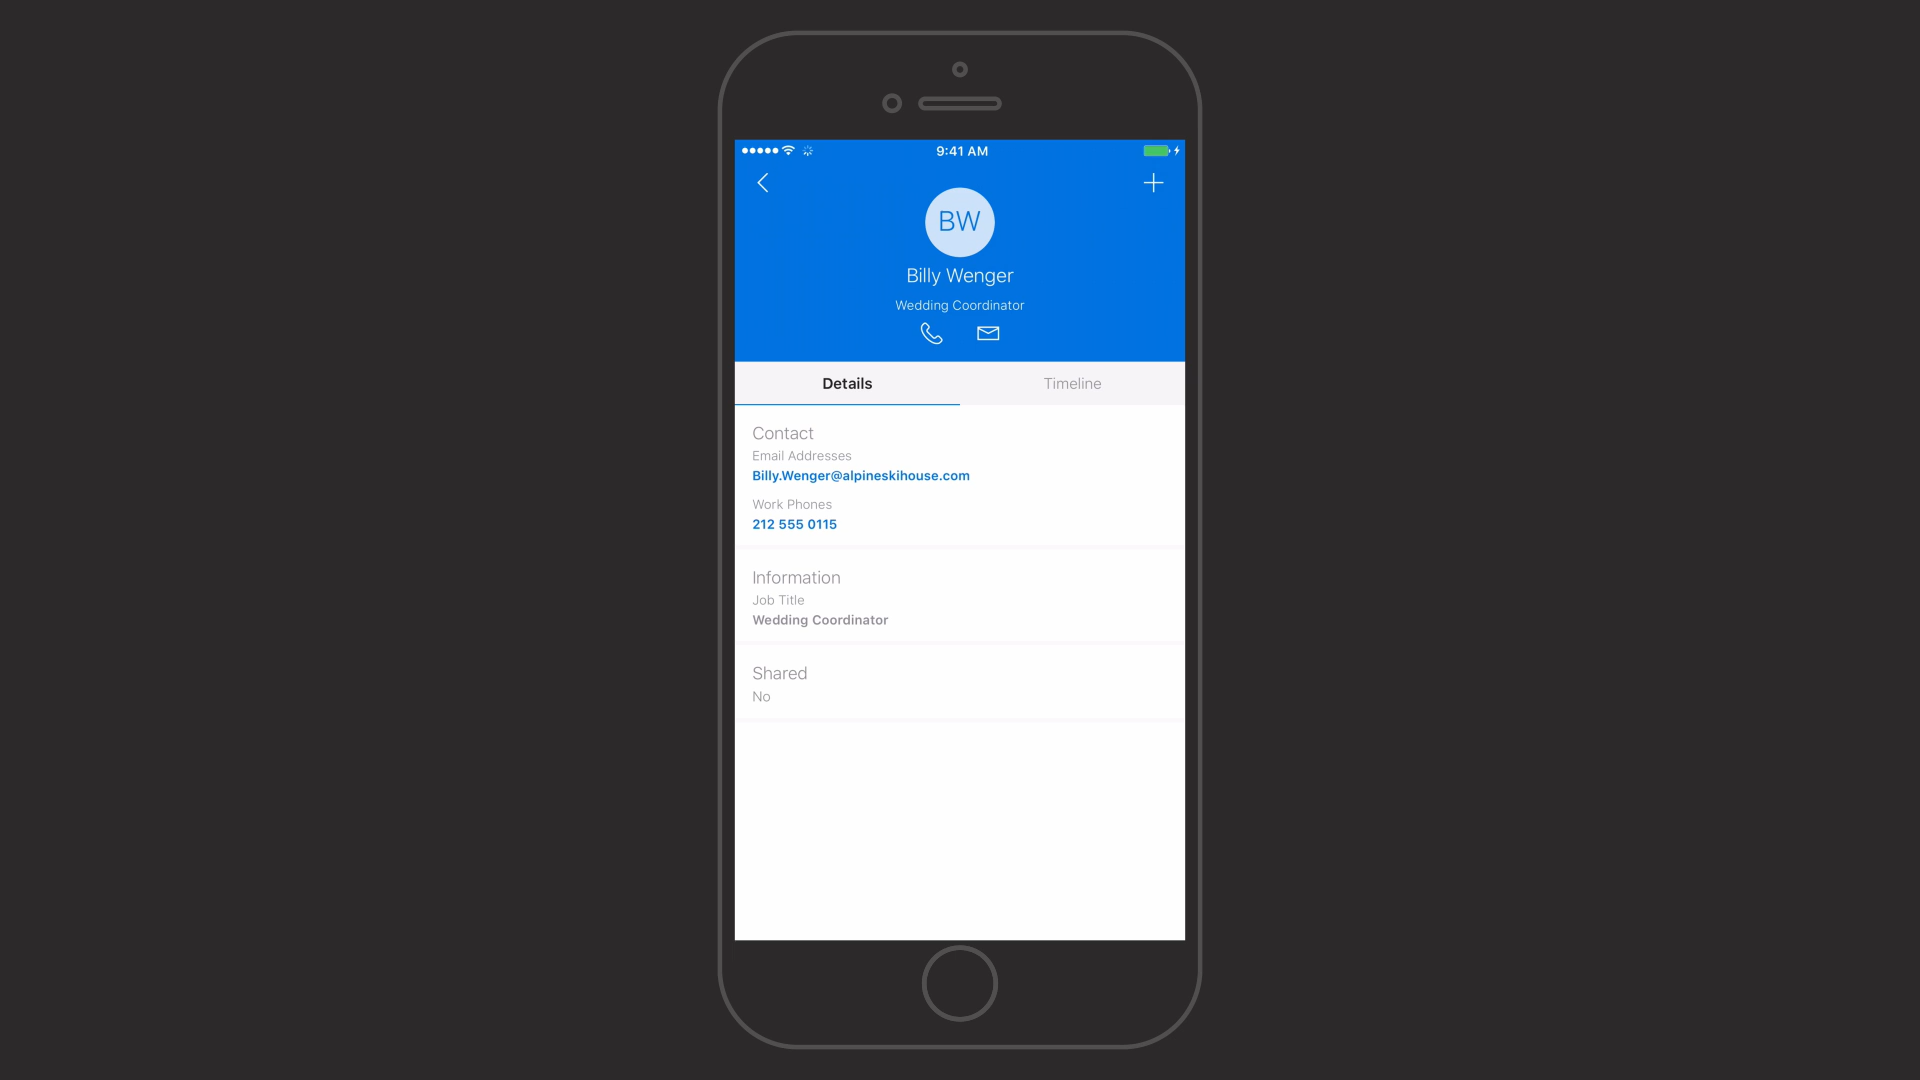 9:41 AM
BW
Billy Wenger
Wedding Coordinator
Details
Timeline
Contact
Email Addresses
Billy.Wenger@alpineskihouse.com
Work Phones
212 555 0115
Information
Job Title
Wedding Coordinator
Shared
No